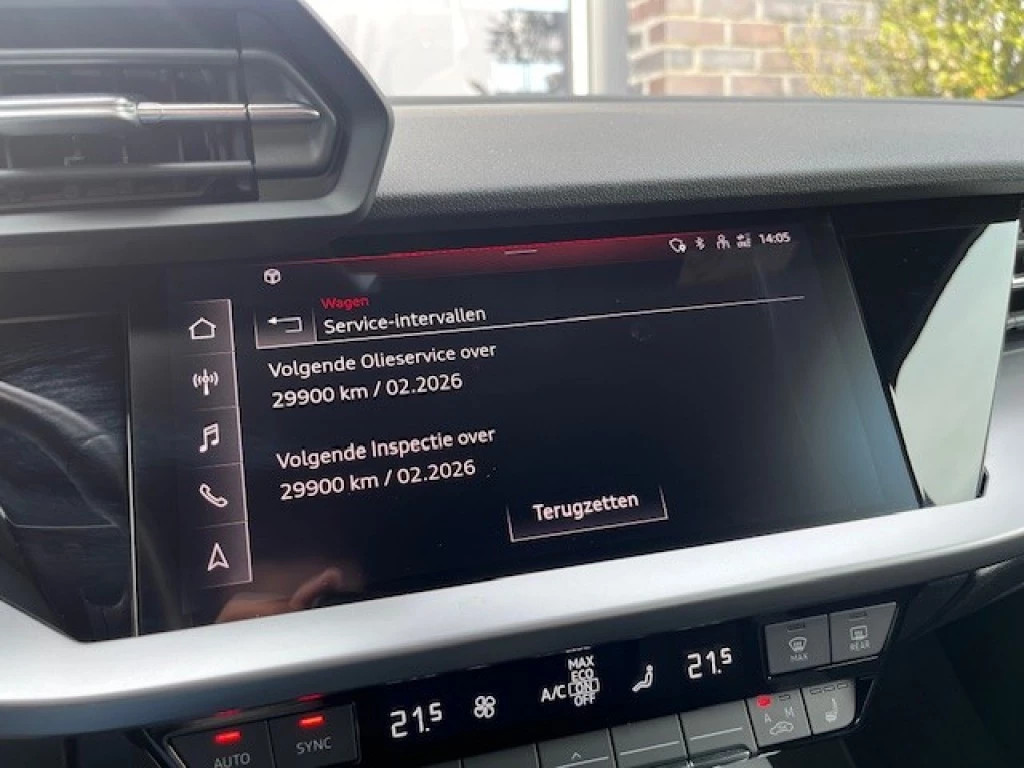 14:05
Wagen
Service-intervallen
Volgende Olieservice over
29900 km / 02.2026
Volgende Inspectie over
29900 km / 02.2026
Terugzetten
MAX
REAR
MAX
ECO
A/C ON
OFF
21.5
21.5
AUTO
SYNC
A M